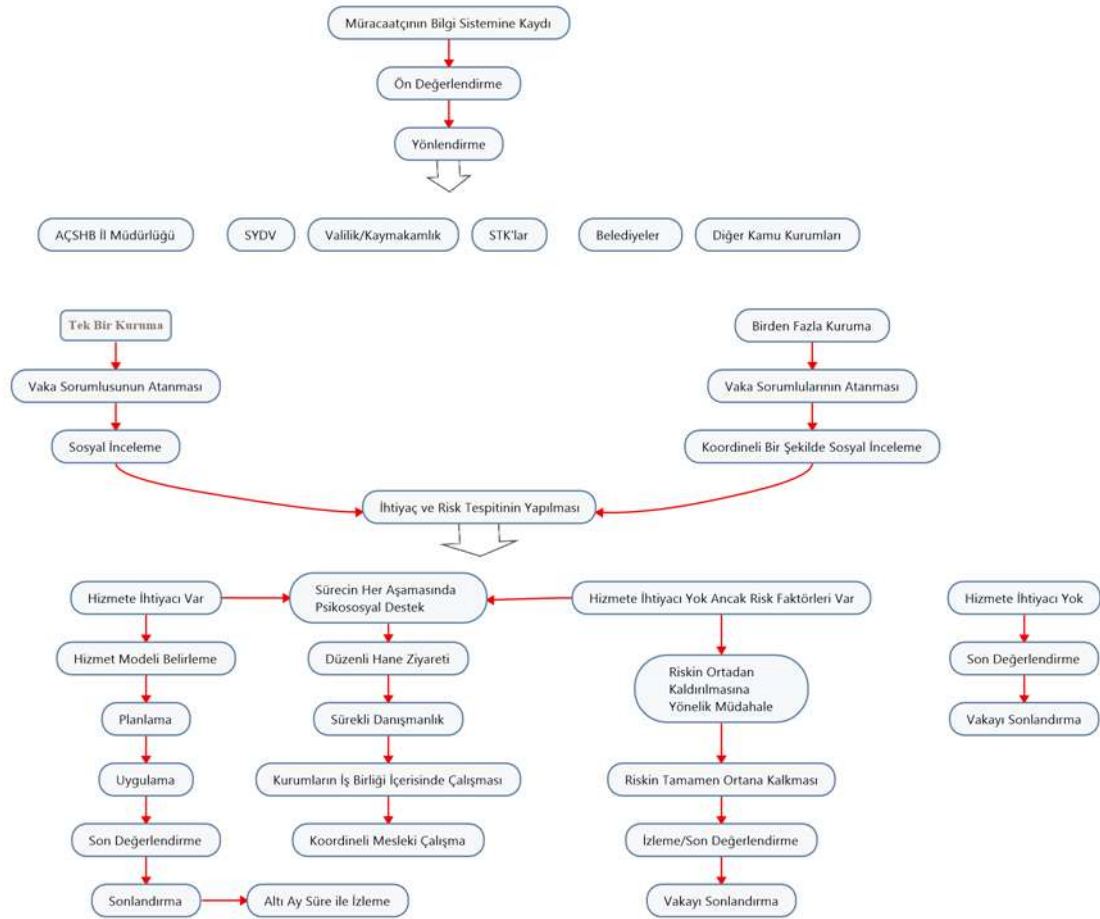 Müracaatçının Bilgi Sistemine Kaydı
Ön Değerlendirme
Yönlendirme
AÇSHB İl Müdürlüğü
SYDV
Valilik/Kaymakamlık
STK'lar
Belediyeler
Diğer Kamu Kurumları
Tek Bir Kuruma
Birden Fazla Kuruma
Vaka Sorumlusunun Atanması
Vaka Sorumlularının Atanması
Sosyal İnceleme
Koordineli Bir Şekilde Sosyal İnceleme
İhtiyaç ve Risk Tespitinin Yapılması
Hizmete İhtiyacı Var
Sürecin Her Aşamasında
Psikososyal Destek
Hizmete İhtiyacı Yok Ancak Risk Faktörleri Var
Hizmete İhtiyacı Yok
Hizmet Modeli Belirleme
Düzenli Hane Ziyareti
Riskin Ortadan
Kaldırılmasına
Yönelik Müdahale
Son Değerlendirme
Planlama
Sürekli Danışmanlık
Vakayı Sonlandırma
Uygulama
Kurumların İş Birliği İçerisinde Çalışması
Riskin Tamamen Ortana Kalkması
Son Değerlendirme
Koordineli Mesleki Çalışma
İzleme/Son Değerlendirme
Sonlandırma
Altı Ay Süre ile İzleme
Vakayı Sonlandırma